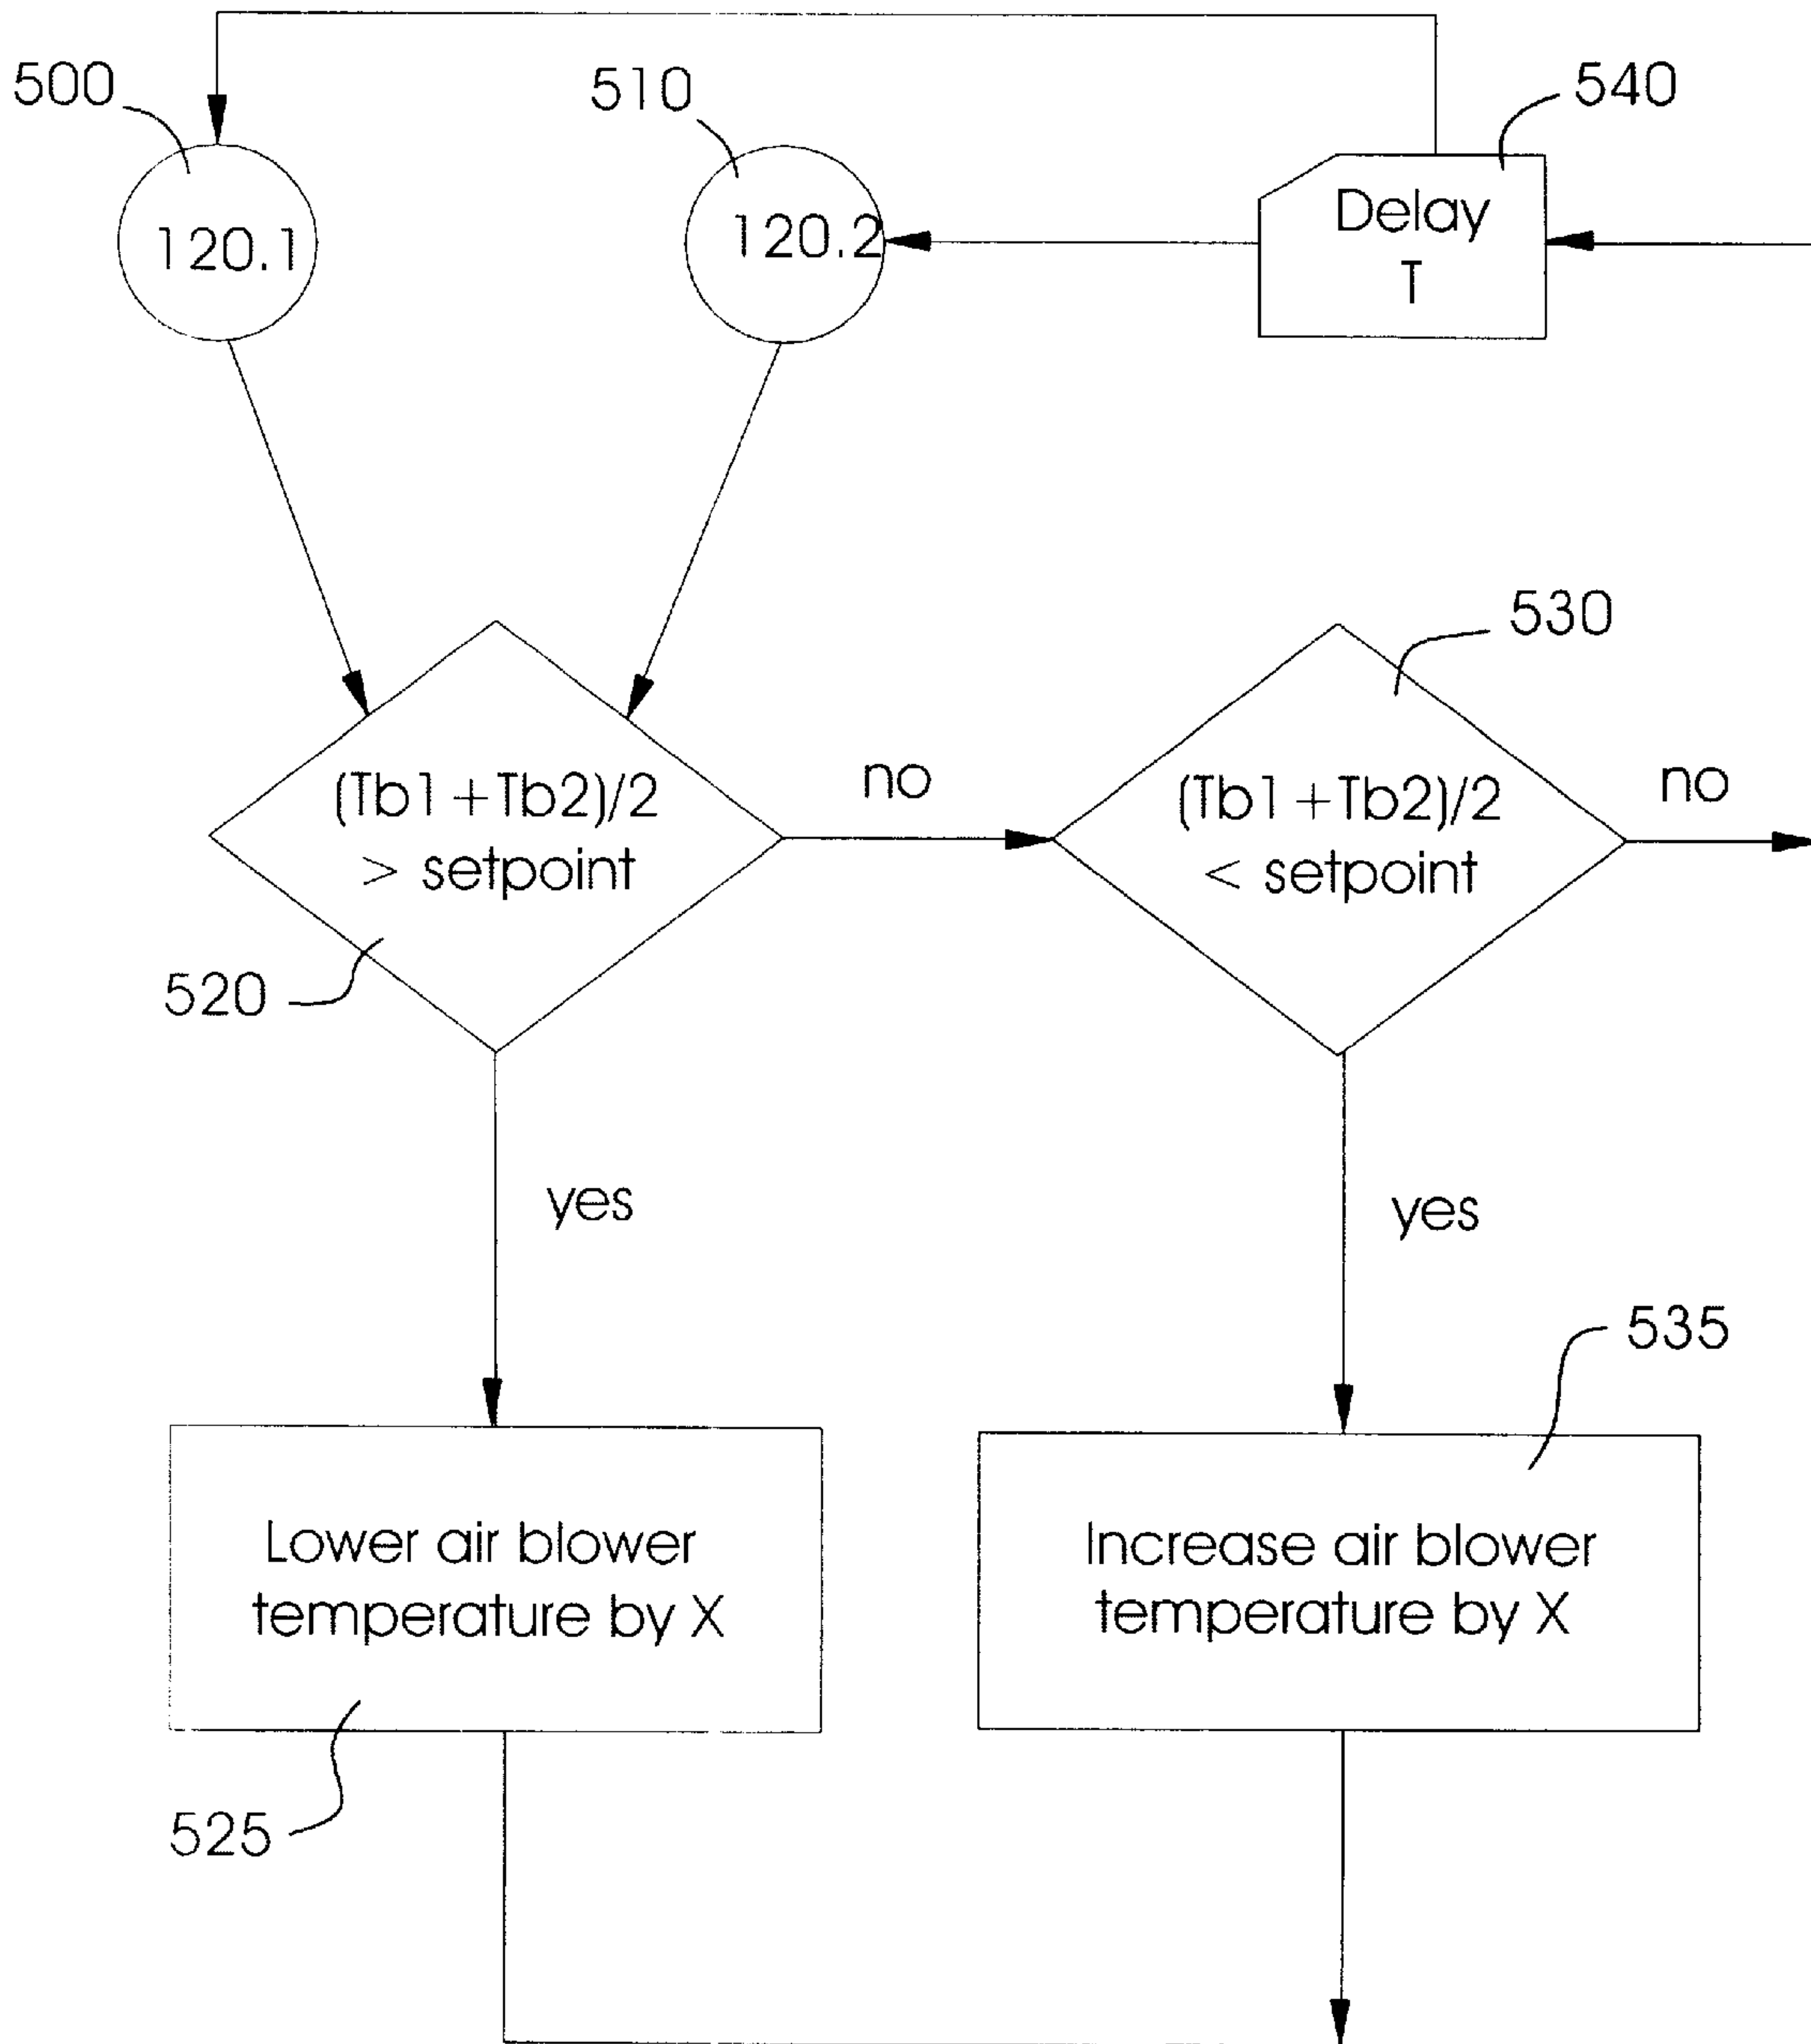 500
510
540
120.1
120.2
Delay
T
530
(Tb1+Tb2)/2
> setpoint
no
(Tb1+Tb2)/2
< setpoint
no
520
yes
yes
535
Lower air blower
temperature by X
Increase air blower
temperature by X
525